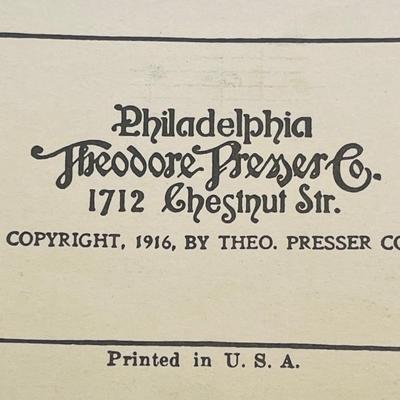 Philadelphia
Theodore Presser Co.
1712 Chestnut Str.
COPYRIGHT, 1916, BY THEO. PRESSER CO
Printed in U. S. A.